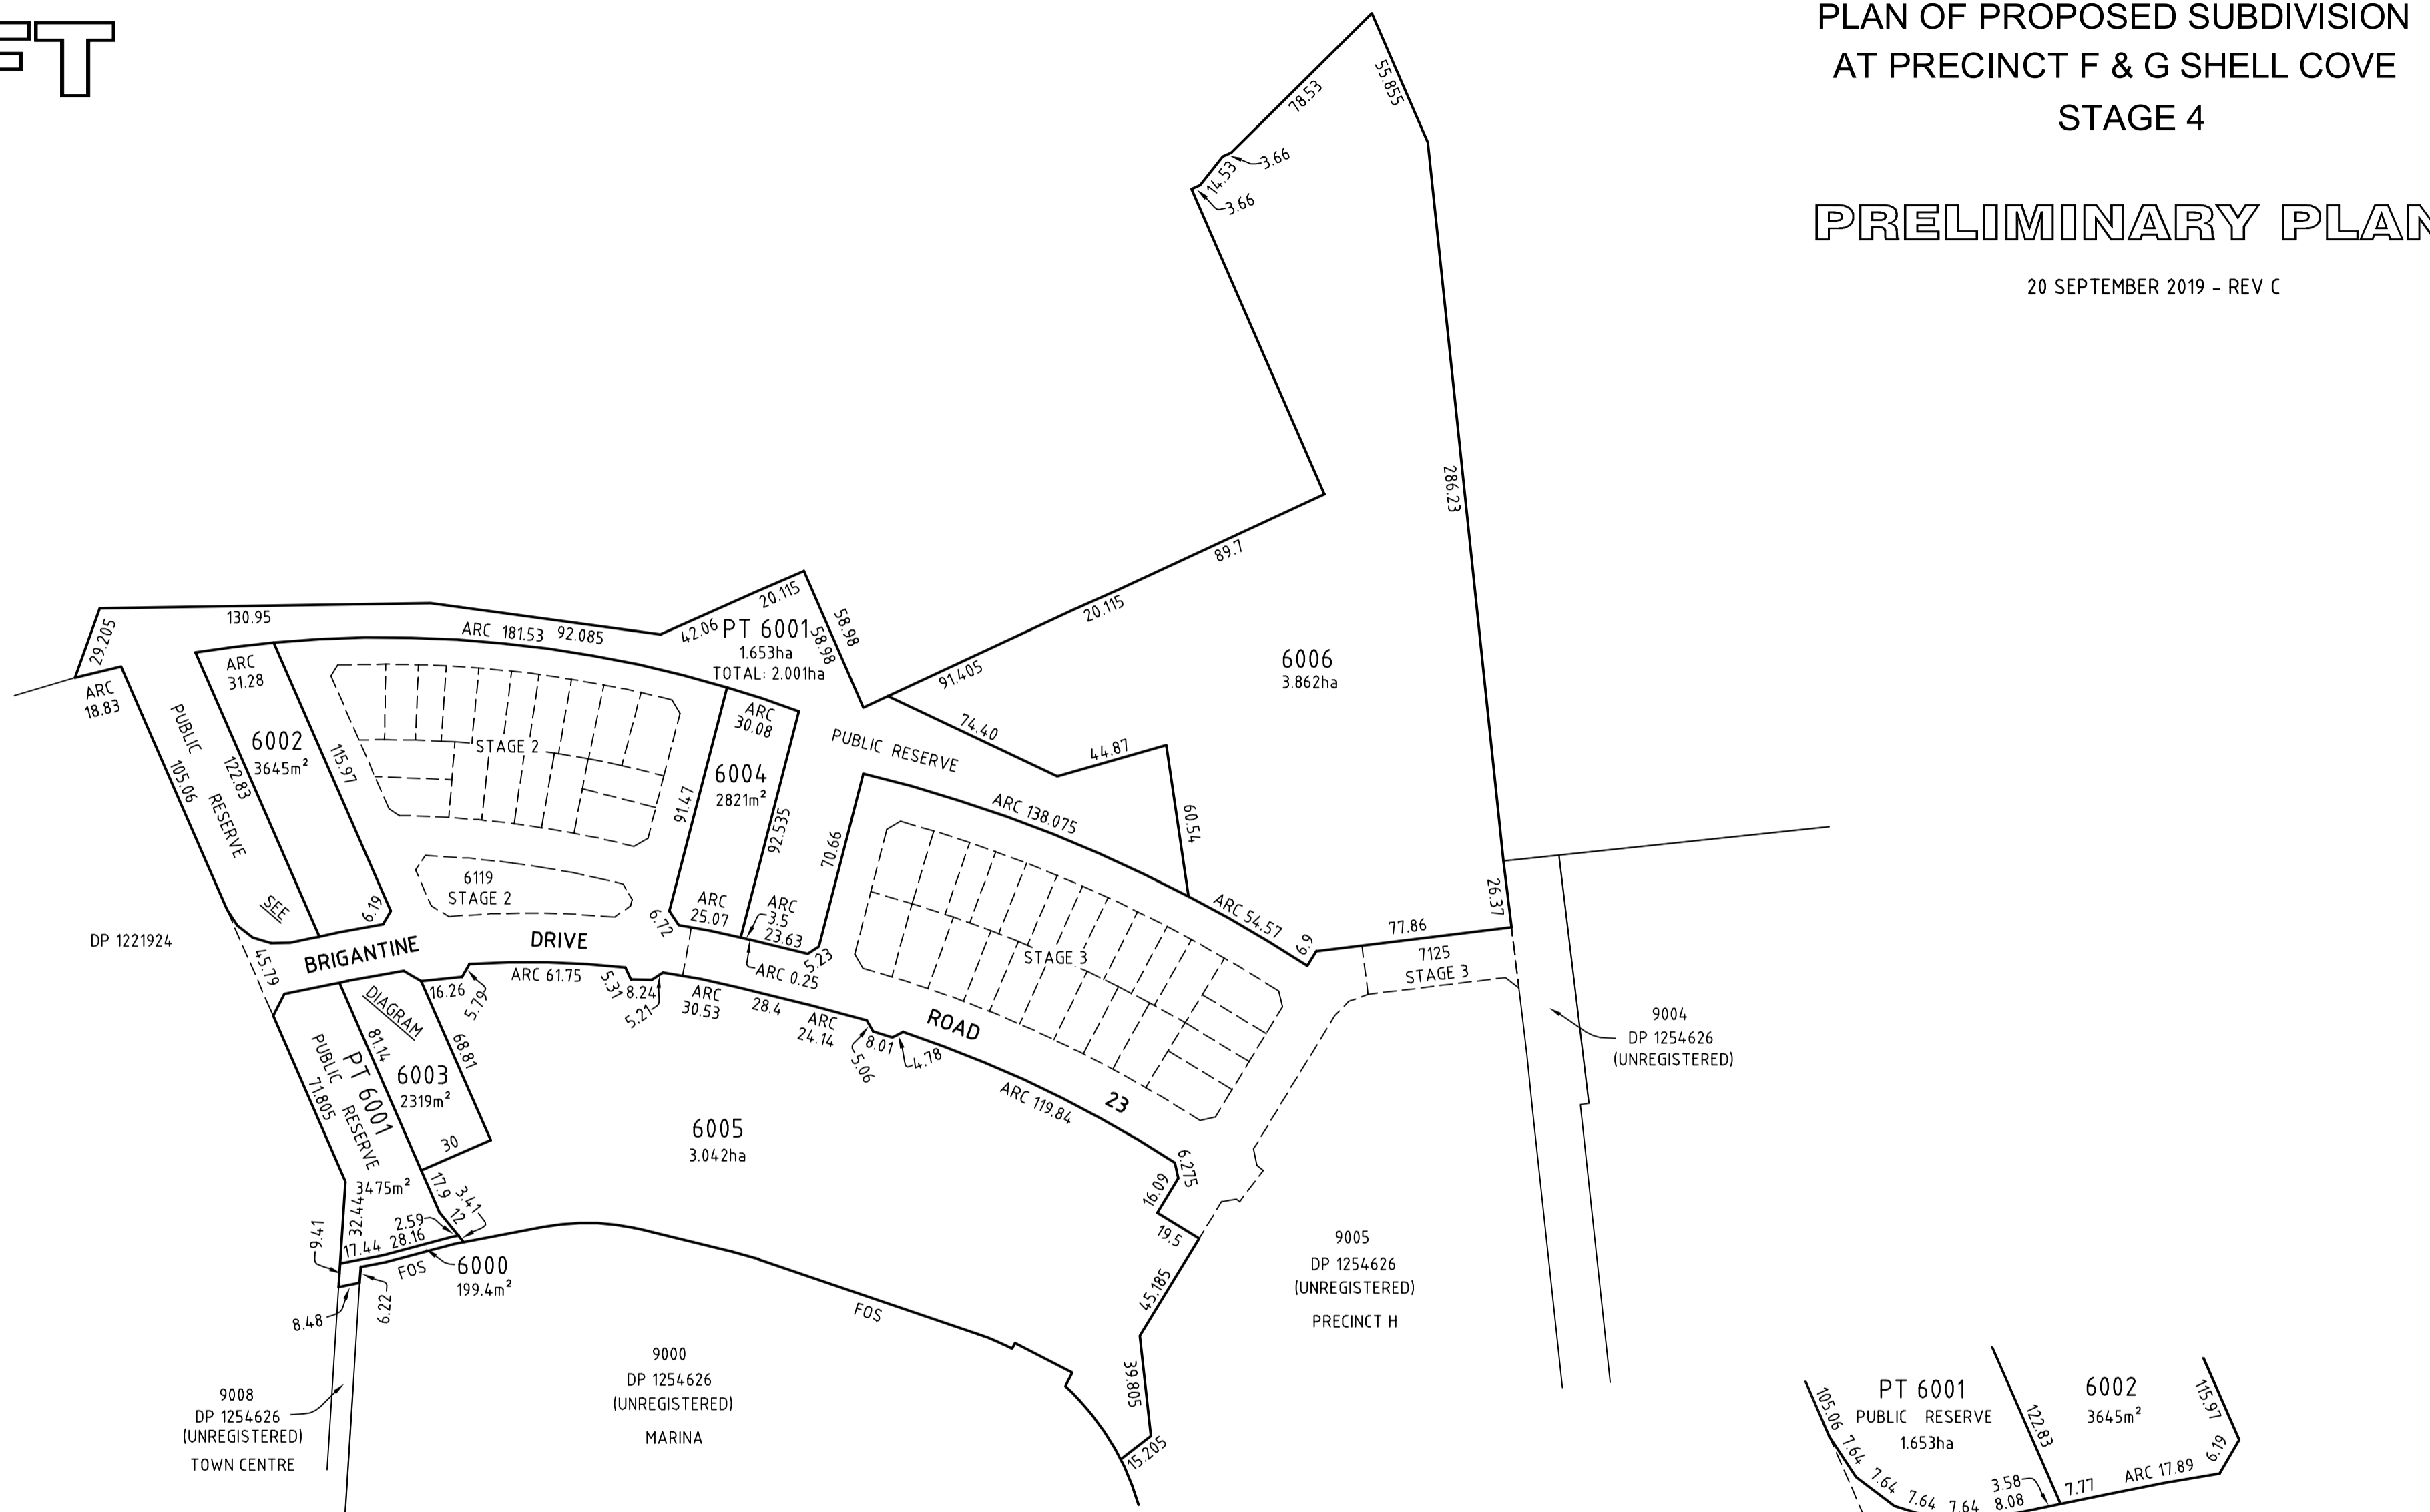 FT
PLAN OF PROPOSED SUBDIVISION
AT PRECINCT F & G SHELL COVE
STAGE 4
PRELIMINARY PLAN
20 SEPTEMBER 2019 - REV C
55.855
78.53
3.66
14.53
3.66
286.23
89.7
20.115
91.405
6006
3.862ha
130.95
29.205
ARC
18.83
ARC 181.53 92.085
42.06
20.115
58.98
PT 6001
58.98
1.653ha
TOTAL: 2.001ha
ARC
31.28
PUBLIC
RESERVE
105.06
122.83
6002
3645m²
115.97
STAGE 2
6119
STAGE 2
91.47
ARC
30.08
6004
2821m²
92.535
70.66
PUBLIC RESERVE
74.40
44.87
60.54
ARC 138.075
ARC 54.57
6.9
77.86
26.37
7125
STAGE 3
STAGE 3
SEE
6.19
6.72
ARC
25.07
ARC
3.5
23.63
5.23
ARC 0.25
DP 1221924
45.79
BRIGANTINE
DRIVE
DIAGRAM
16.26
5.79
ARC 61.75
5.31
8.24
5.21
ARC
30.53
28.4
ARC
24.14
8.01
5.06
4.78
ROAD
23
ARC 119.84
PUBLIC
RESERVE
PT 6001
71.805
81.14
68.81
6003
2319m²
30
3475m²
17.9
3.41
12
32.44
2.59
17.44 28.16
9.41
FOS
6000
199.4m²
8.48
6.22
6005
3.042ha
FOS
6.275
16.09
19.5
45.185
39.805
15.205
9004
DP 1254626
(UNREGISTERED)
9005
DP 1254626
(UNREGISTERED)
PRECINCT H
9000
DP 1254626
(UNREGISTERED)
MARINA
9008
DP 1254626
(UNREGISTERED)
TOWN CENTRE
105.06
PT 6001
PUBLIC RESERVE
1.653ha
122.83
6002
3645m²
115.97
7.64
7.64
7.64
7.64
8.08
3.58
7.77
ARC 17.89
6.19